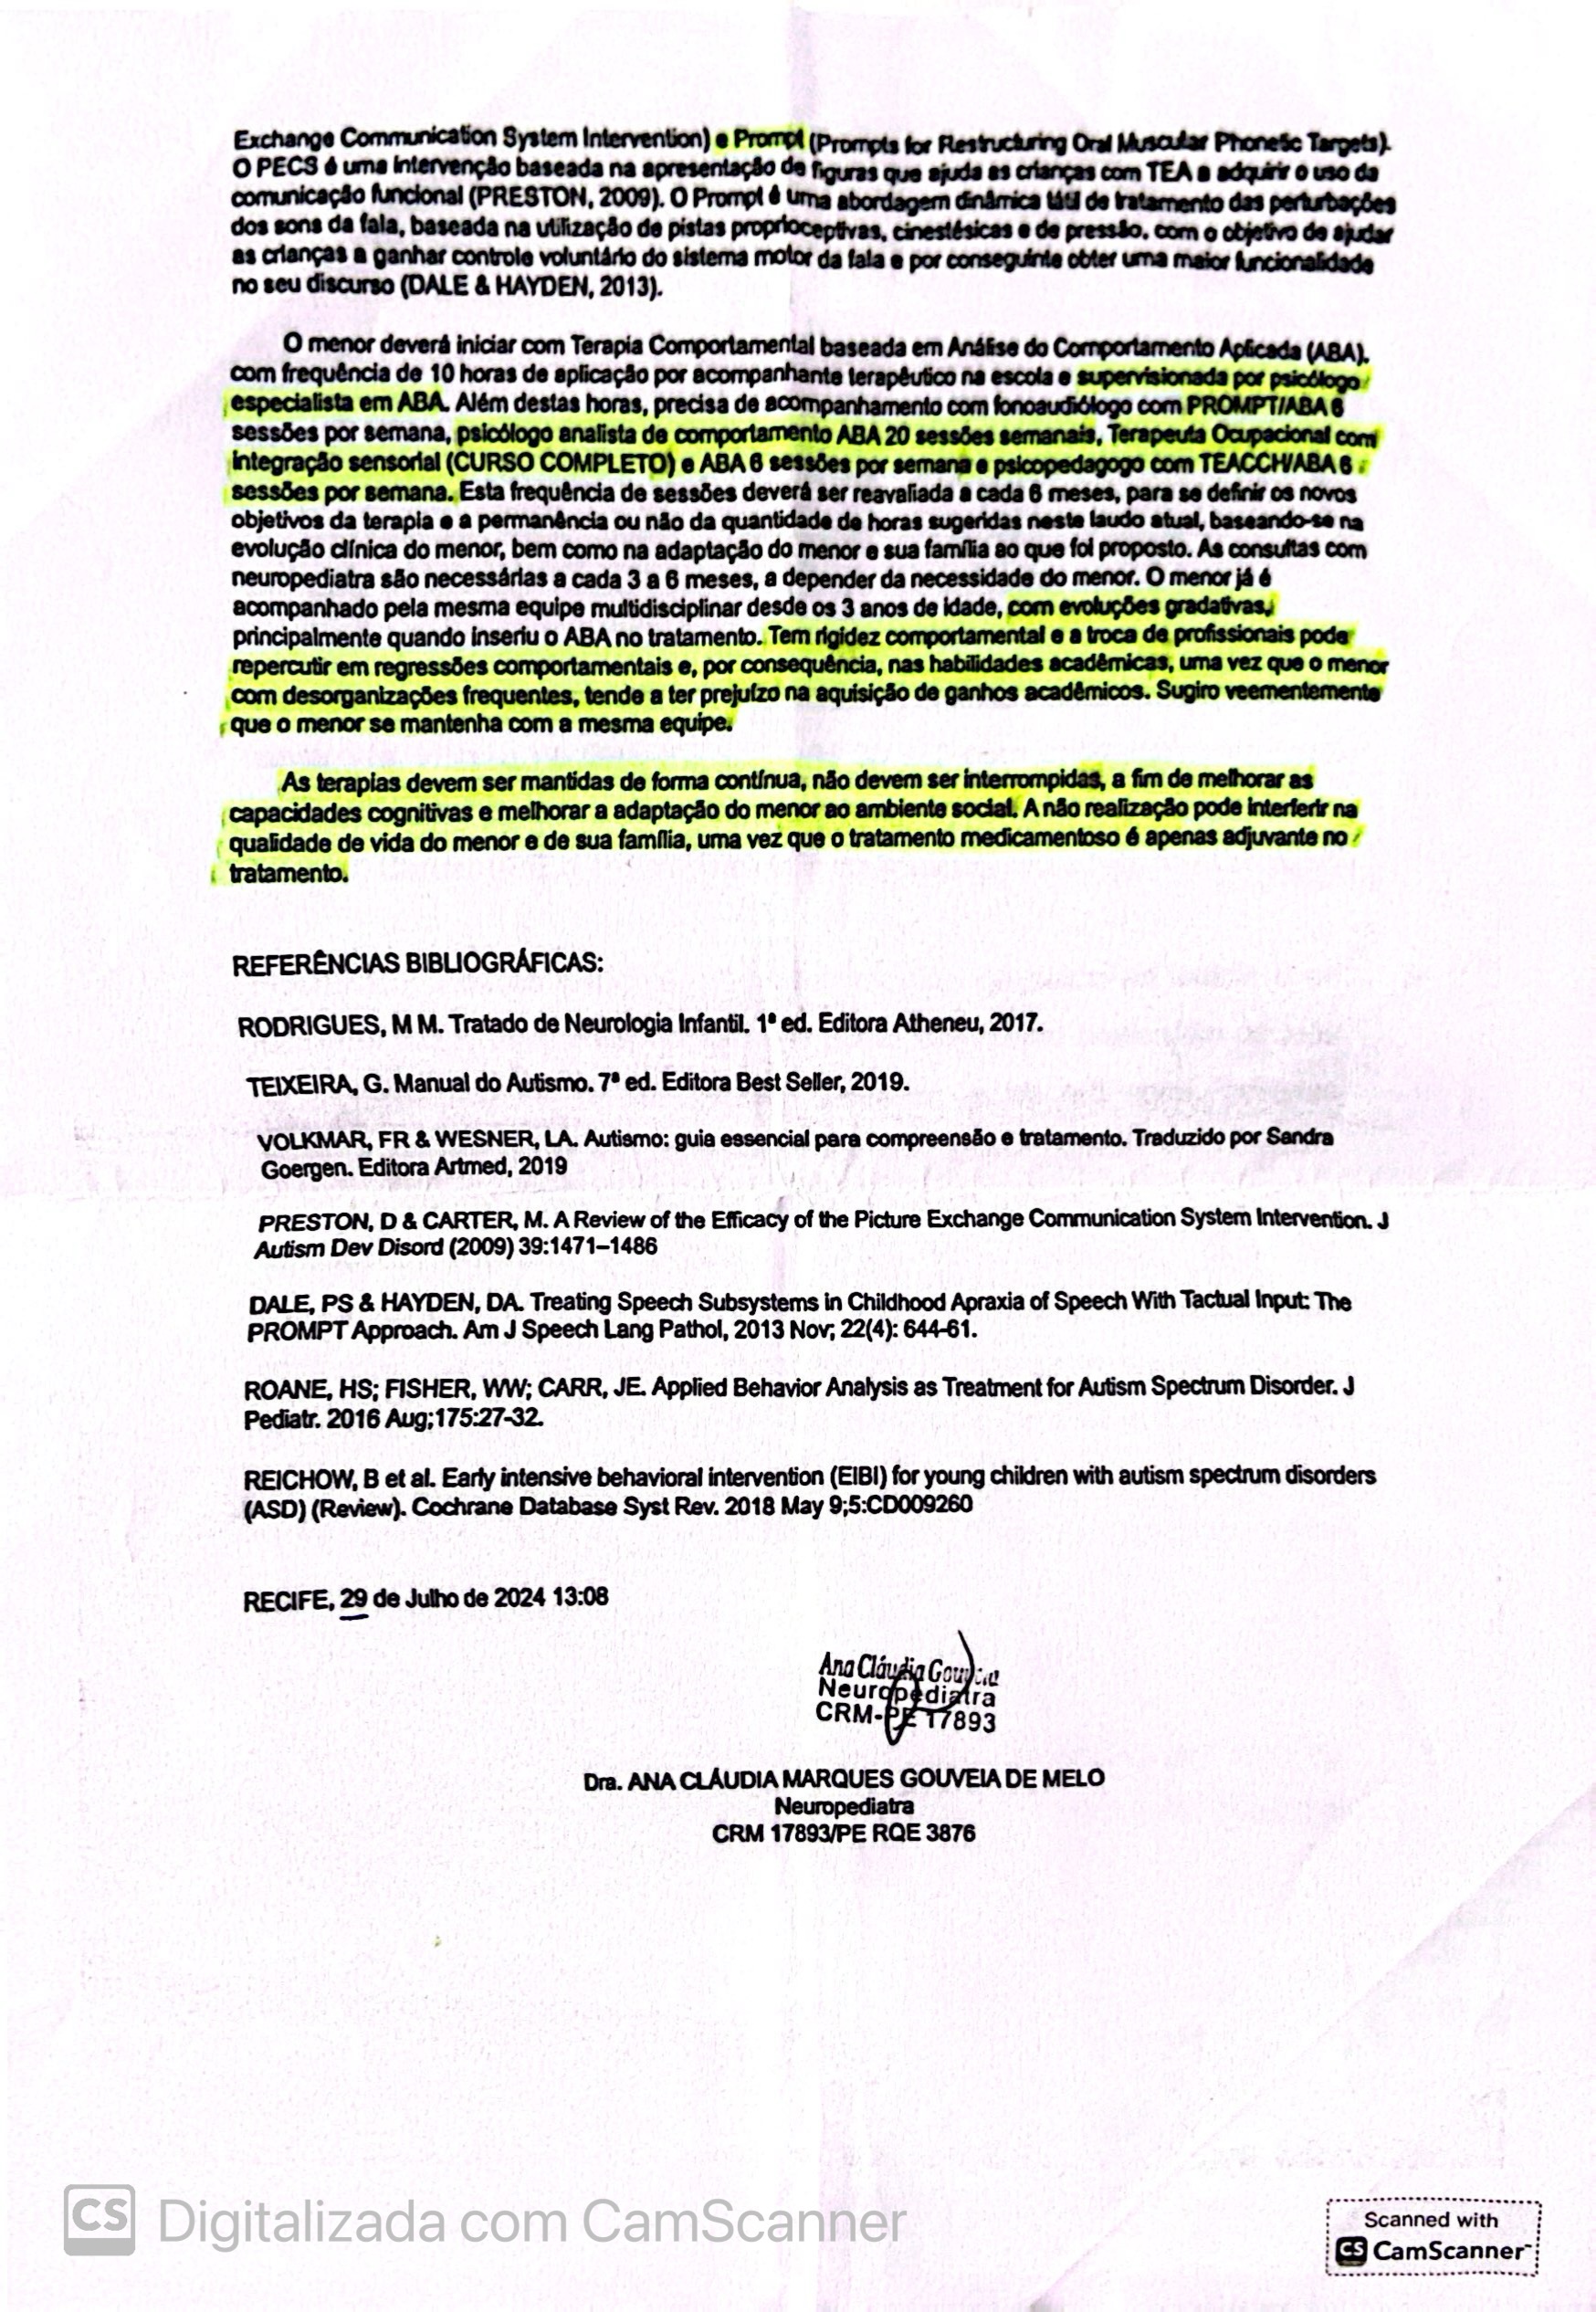 Exchange Communication System Intervention) e Prompt (Prompts for Restructuring Oral Muscular Phonetic Targets).
O PECS é uma intervenção baseada na apresentação de figuras que ajuda as crianças com TEA a adquirir o uso da
comunicação funcional (PRESTON, 2009). O Prompt é uma abordagem dinâmica tátil de tratamento das perturbações
dos sons da fala, baseada na utilização de pistas proprioceptivas, cinestésicas e de pressão, com o objetivo de ajudar
as crianças a ganhar controle voluntário do sistema motor da fala e por conseguinte obter uma maior funcionalidade
no seu discurso (DALE & HAYDEN, 2013).
O menor deverá iniciar com Terapia Comportamental baseada em Análise do Comportamento Aplicada (ABA),
com frequência de 10 horas de aplicação por acompanhante terapêutico na escola e supervisionada por psicólogo
especialista em ABA. Além destas horas, precisa de acompanhamento com fonoaudiólogo com PROMPT/ABA 6
sessões por semana, psicólogo analista de comportamento ABA 20 sessões semanais, Terapeuta Ocupacional com
integração sensorial (CURSO COMPLETO) e ABA 6 sessões por semana e psicopedagogo com TEACCH/ABA 6
sessões por semana. Esta frequência de sessões deverá ser reavaliada a cada 6 meses, para se definir os novos
objetivos da terapia e a permanência ou não da quantidade de horas sugeridas neste laudo atual, baseando-se na
evolução clínica do menor, bem como na adaptação do menor e sua família ao que foi proposto. As consultas com
neuropediatra são necessárias a cada 3 a 6 meses, a depender da necessidade do menor. O menor já é
acompanhado pela mesma equipe multidisciplinar desde os 3 anos de idade, com evoluções gradativas,
principalmente quando inseriu o ABA no tratamento. Tem rigidez comportamental e a troca de profissionais pode
repercutir em regressões comportamentais e, por consequência, nas habilidades acadêmicas, uma vez que o menor
com desorganizações frequentes, tende a ter prejuízo na aquisição de ganhos acadêmicos. Sugiro veementemente
que o menor se mantenha com a mesma equipe.
As terapias devem ser mantidas de forma contínua, não devem ser interrompidas, a fim de melhorar as
capacidades cognitivas e melhorar a adaptação do menor ao ambiente social. A não realização pode interferir na
qualidade de vida do menor e de sua família, uma vez que o tratamento medicamentoso é apenas adjuvante no
tratamento.
REFERÊNCIAS BIBLIOGRÁFICAS:
RODRIGUES, M M. Tratado de Neurologia Infantil. 1ª ed. Editora Atheneu, 2017.
TEIXEIRA, G. Manual do Autismo. 7ª ed. Editora Best Seller, 2019.
VOLKMAR, FR & WESNER, LA. Autismo: guia essencial para compreensão e tratamento. Traduzido por Sandra
Goergen. Editora Artmed, 2019
PRESTON, D & CARTER, M. A Review of the Efficacy of the Picture Exchange Communication System Intervention. J
Autism Dev Disord (2009) 39:1471–1486
DALE, PS & HAYDEN, DA. Treating Speech Subsystems in Childhood Apraxia of Speech With Tactual Input: The
PROMPT Approach. Am J Speech Lang Pathol, 2013 Nov; 22(4): 644-61.
ROANE, HS; FISHER, WW; CARR, JE. Applied Behavior Analysis as Treatment for Autism Spectrum Disorder. J
Pediatr. 2016 Aug;175:27-32.
REICHOW, B et al. Early intensive behavioral intervention (EIBI) for young children with autism spectrum disorders
(ASD) (Review). Cochrane Database Syst Rev. 2018 May 9;5:CD009260
RECIFE, 29 de Julho de 2024 13:08
Ana Cláudia Gouveia
Neuropediatra
CRM-PE 17893
Dra. ANA CLÁUDIA MARQUES GOUVEIA DE MELO
Neuropediatra
CRM 17893/PE RQE 3876
CS Digitalizada com CamScanner
Scanned with
CS CamScanner